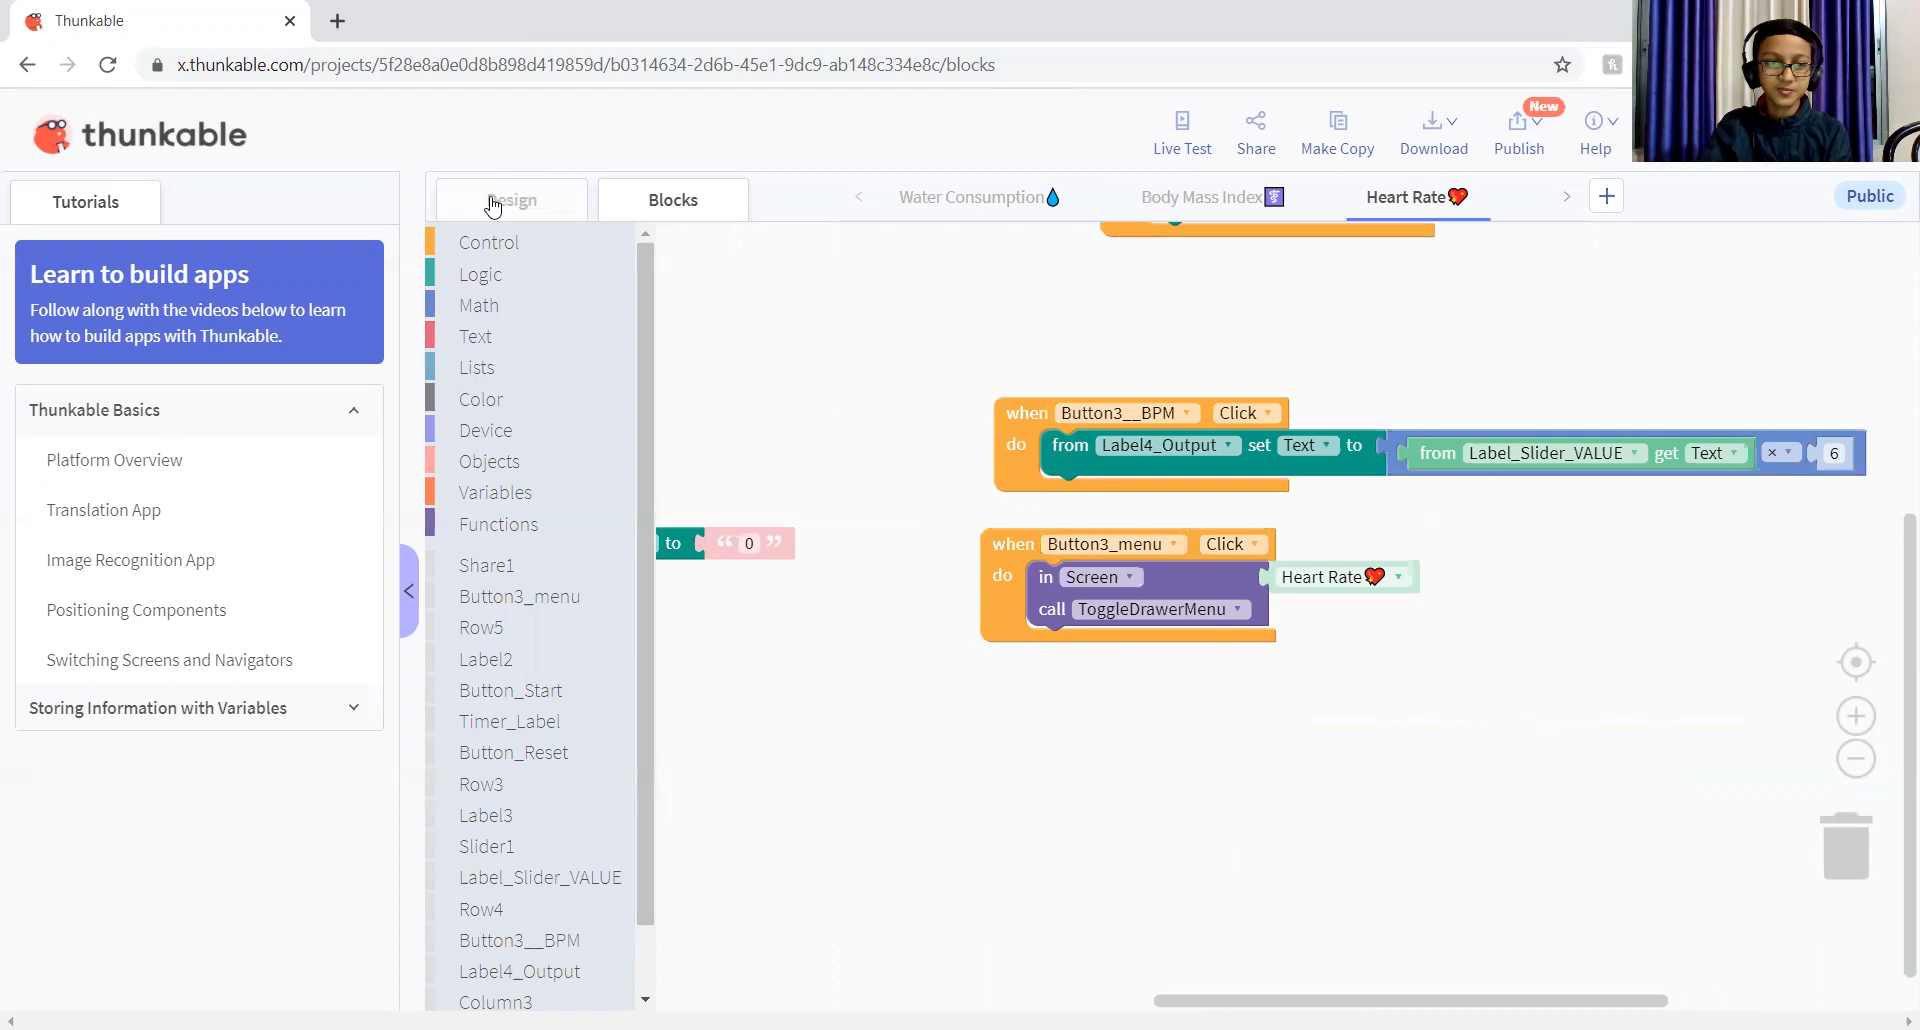 Thunkable
x.thunkable.com/projects/5f28e8a0e0d8b898d419859d/b0314634-2d6b-45e1-9dc9-ab148c334e8c/blocks
thunkable
Live Test
Share
Make Copy
Download
New
Publish
Help
Tutorials
Design
Blocks
Water Consumption💧
Body Mass Index⚕️
Heart Rate💖
Public
Learn to build apps
Follow along with the videos below to learn
how to build apps with Thunkable.
Thunkable Basics
Platform Overview
Translation App
Image Recognition App
Positioning Components
Switching Screens and Navigators
Storing Information with Variables
Control
Logic
Math
Text
Lists
Color
Device
Objects
Variables
Functions
Share1
Button3_menu
Row5
Label2
Button_Start
Timer_Label
Button_Reset
Row3
Label3
Slider1
Label_Slider_VALUE
Row4
Button3__BPM
Label4_Output
Column3
to “ 0 ”
when Button3__BPM Click
do from Label4_Output set Text to from Label_Slider_VALUE get Text × 6
when Button3_menu Click
do in Screen Heart Rate💖
call ToggleDrawerMenu